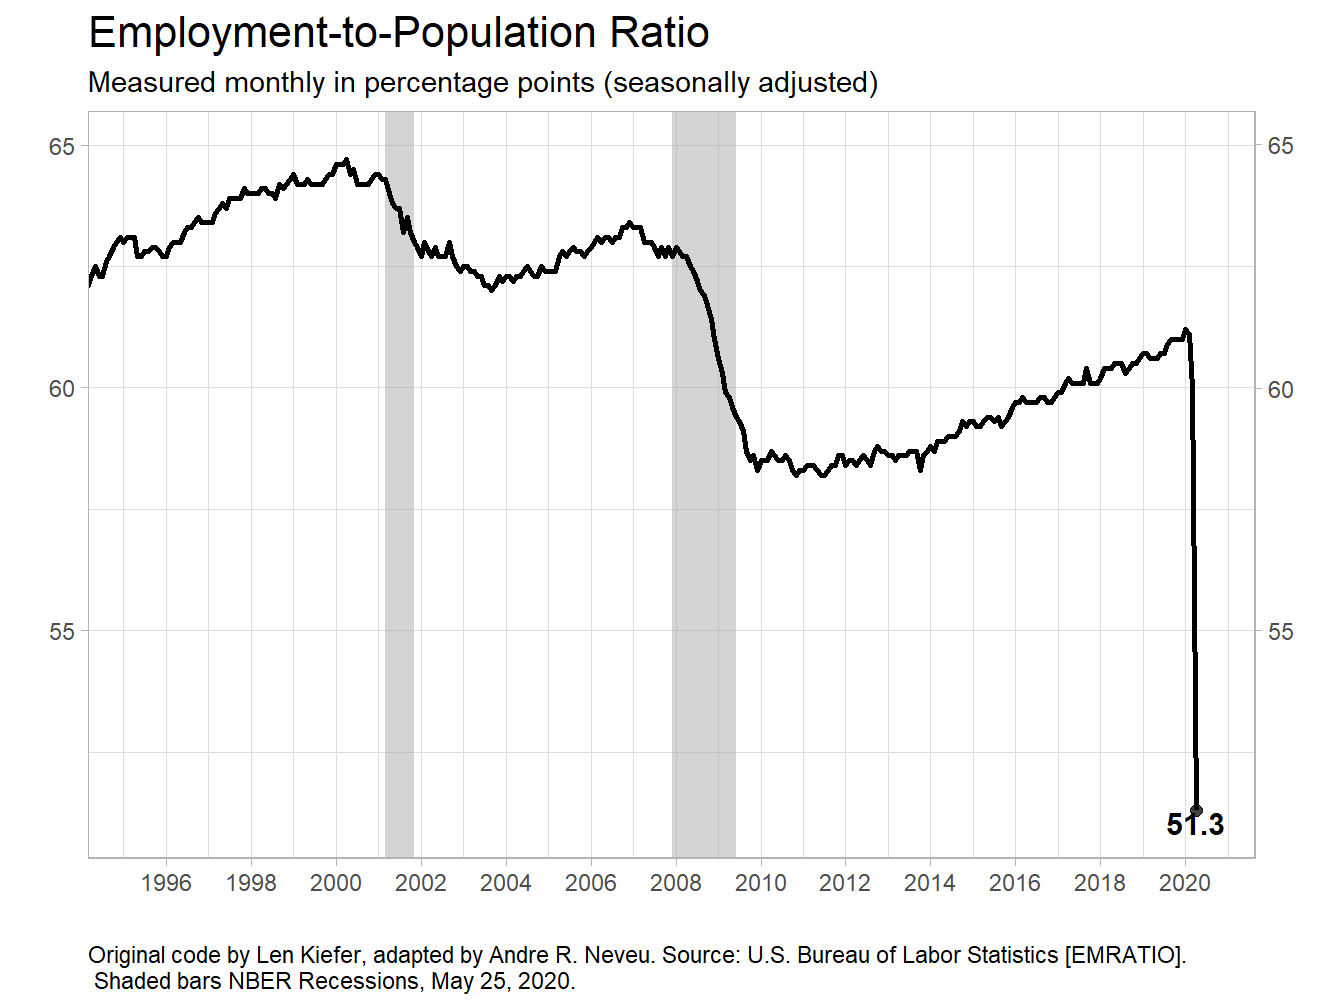 Employment-to-Population Ratio
Measured monthly in percentage points (seasonally adjusted)
65 65
60 60
55 55
51.3
1996 1998 2000 2002 2004 2006 2008 2010 2012 2014 2016 2018 2020
Original code by Len Kiefer, adapted by Andre R. Neveu. Source: U.S. Bureau of Labor Statistics [EMRATIO].
Shaded bars NBER Recessions, May 25, 2020.